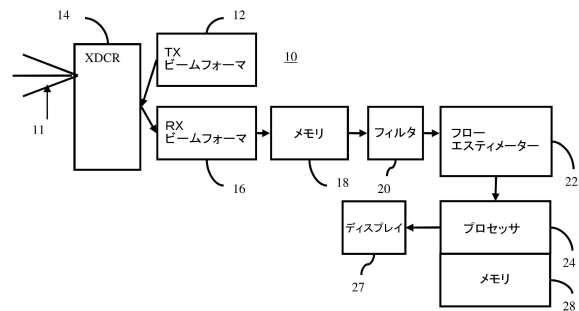 14
12
XDCR
TX
ビームフォーマ
10
11
RX
ビームフォーマ
メモリ
フィルタ
フロー
エスティメーター
16
18
20
22
ディスプレイ
プロセッサ
27
24
メモリ
28